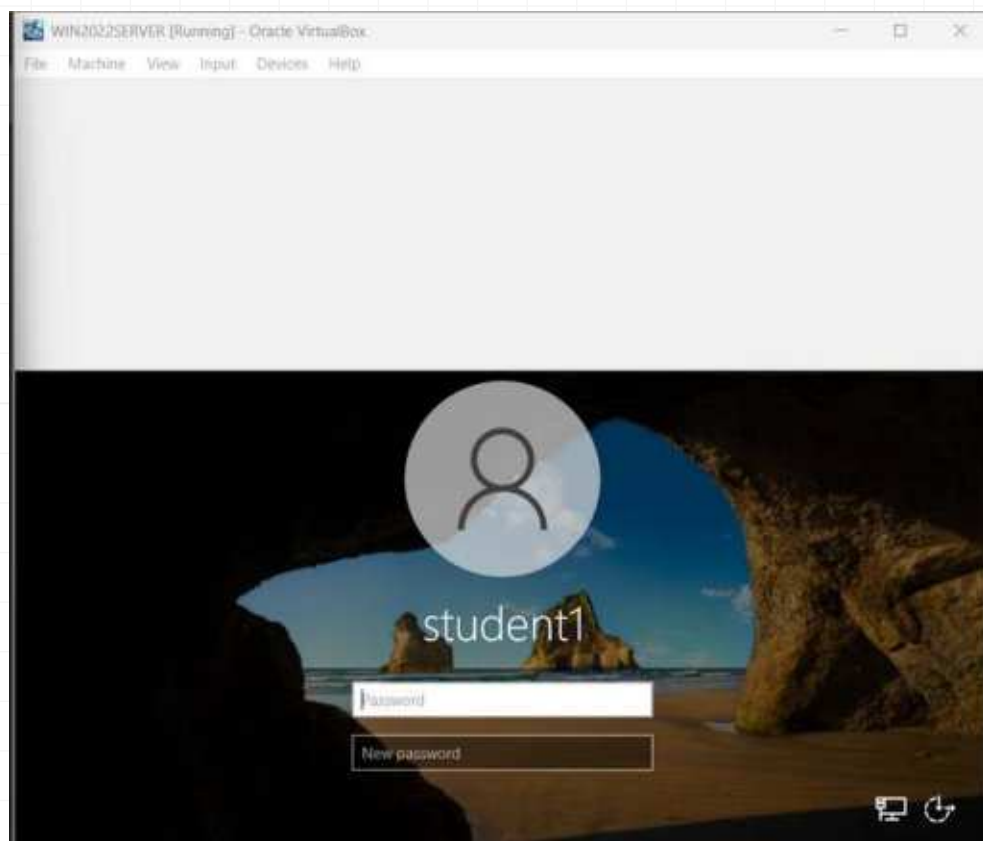 WIN2022SERVER [Running] - Oracle VirtualBox
File Machine View Input Devices Help
student1
Password
New password